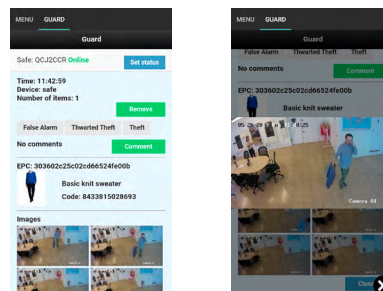 MENU GUARD
Guard
Safe: QCJ2CCR Online
Set status
Time: 11:42:59
Device: safe
Number of items: 1
Remove
False Alarm Thwarted Theft Theft
No comments
Comment
EPC: 303602c25c02cd66524fe00b
Basic knit sweater
Code: 8433815028693
Images
MENU GUARD
Guard
False Alarm Thwarted Theft Theft
No comments
Comment
EPC: 303602c25c02cd66524fe00b
Basic knit sweater
Camera 04
Close